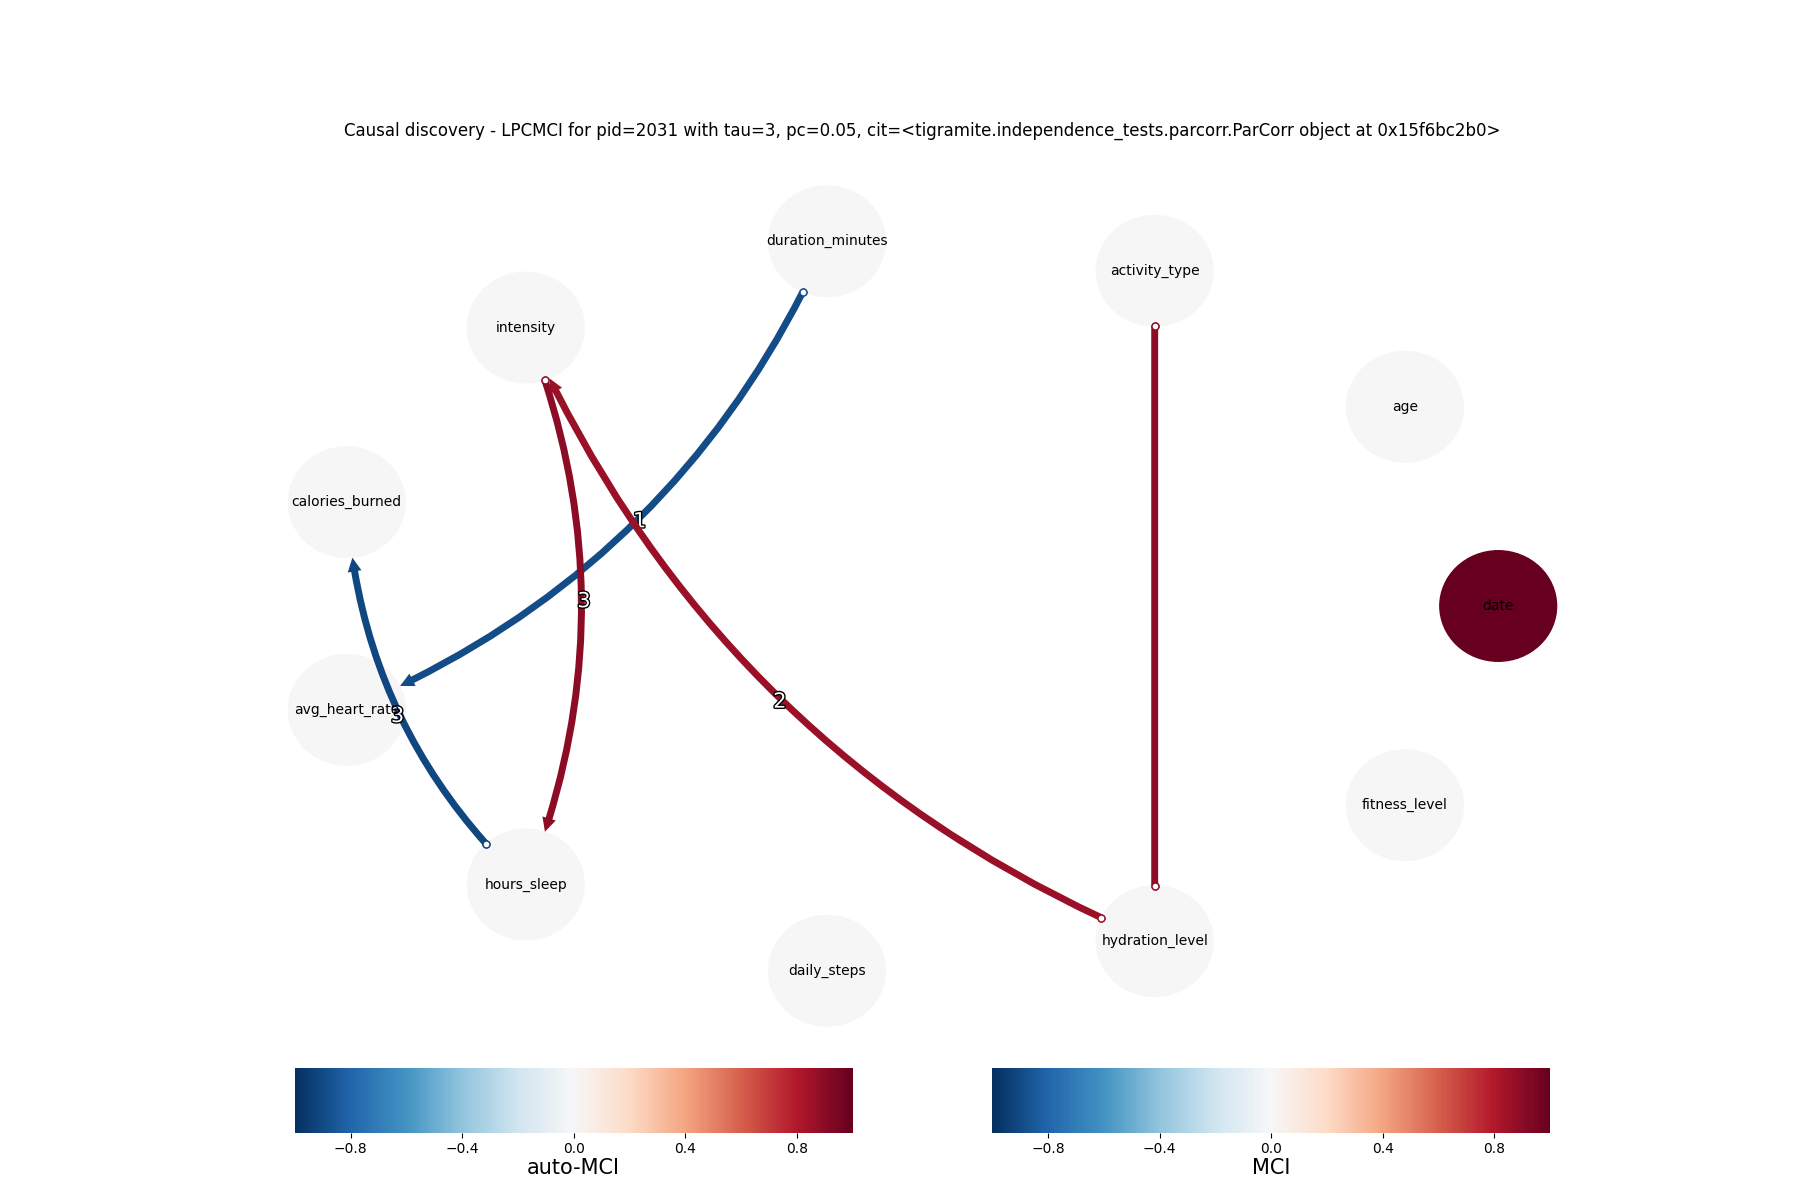 Causal discovery - LPCMCI for pid=2031 with tau=3, pc=0.05, cit=<tigramite.independence_tests.parcorr.ParCorr object at 0x15f6bc2b0>
duration_minutes
activity_type
intensity
age
calories_burned
1
3
date
2
avg_heart_rate
3
fitness_level
hours_sleep
hydration_level
daily_steps
−0.8 −0.4 0.0 0.4 0.8
auto-MCI
−0.8 −0.4 0.0 0.4 0.8
MCI